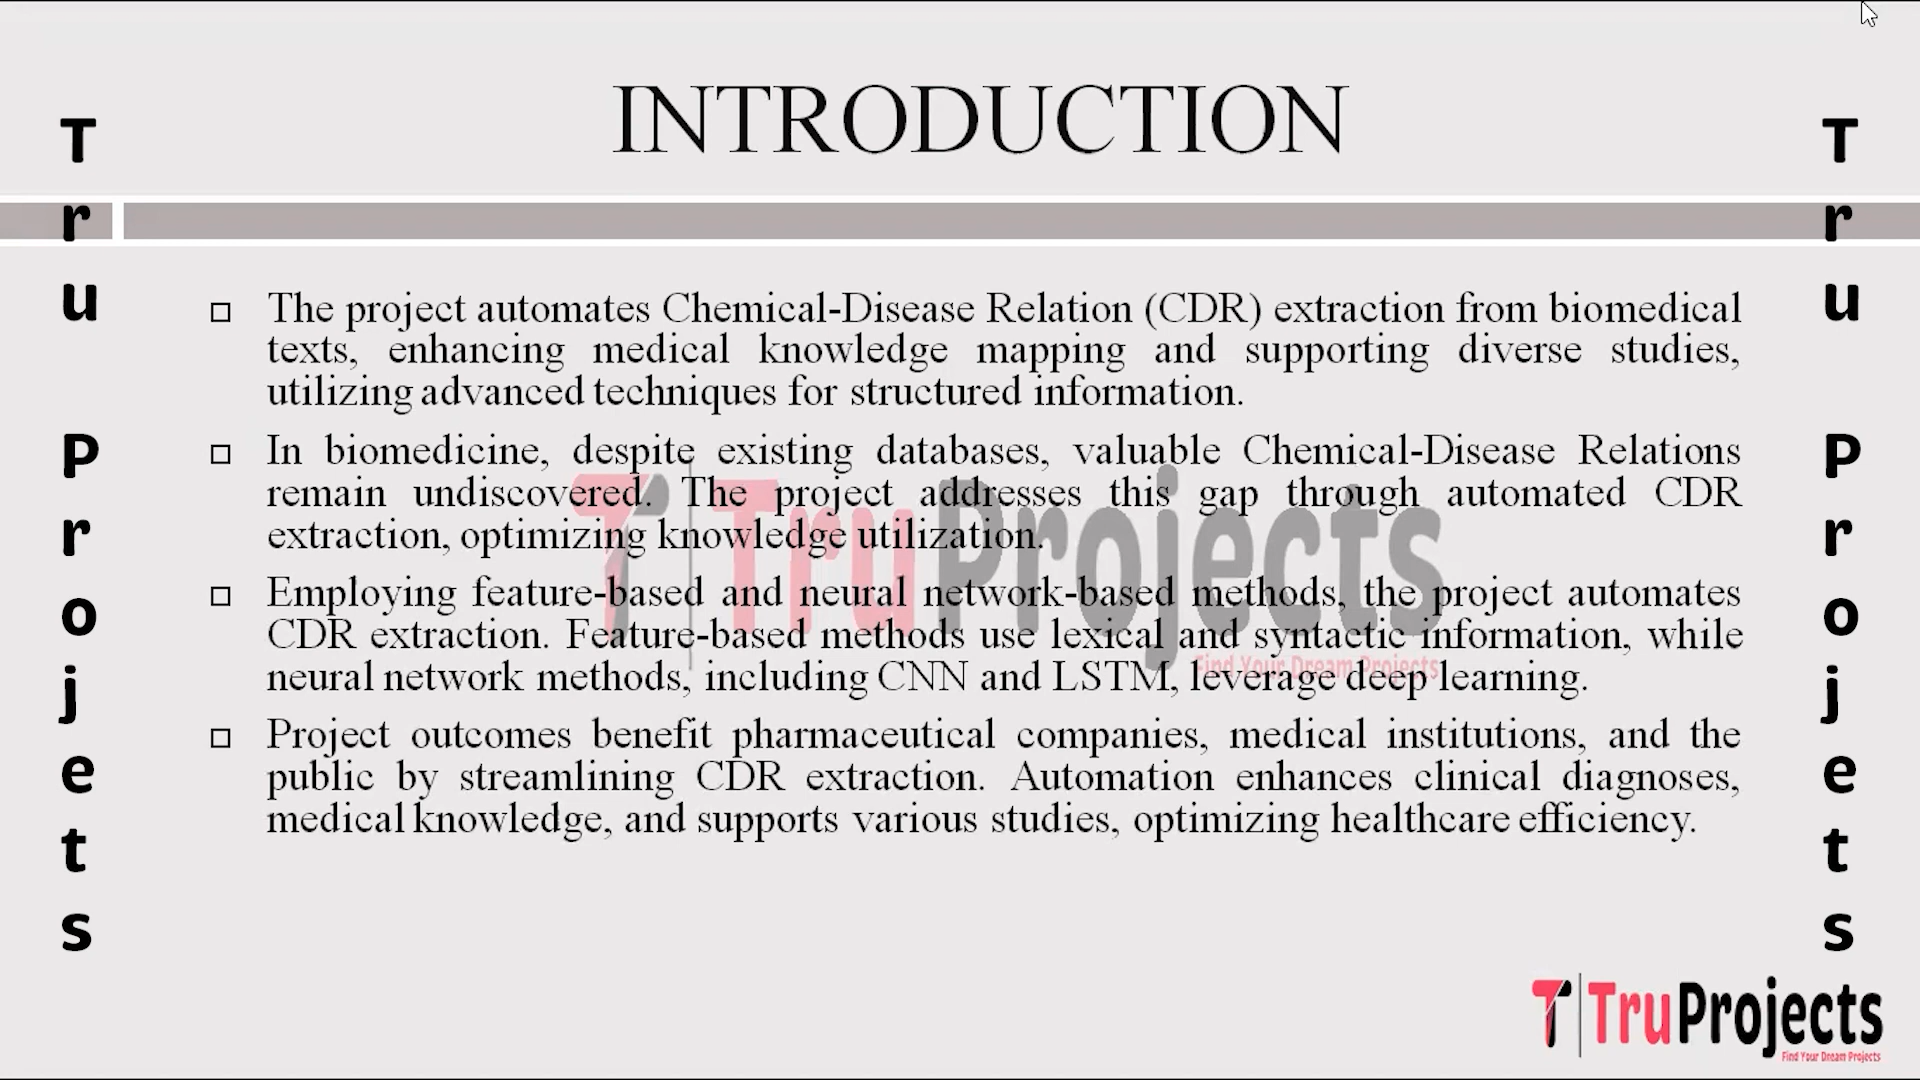 INTRODUCTION
The project automates Chemical-Disease Relation (CDR) extraction from biomedical
texts, enhancing medical knowledge mapping and supporting diverse studies,
utilizing advanced techniques for structured information.
In biomedicine, despite existing databases, valuable Chemical-Disease Relations
remain undiscovered. The project addresses this gap through automated CDR
extraction, optimizing knowledge utilization.
Employing feature-based and neural network-based methods, the project automates
CDR extraction. Feature-based methods use lexical and syntactic information, while
neural network methods, including CNN and LSTM, leverage deep learning.
Project outcomes benefit pharmaceutical companies, medical institutions, and the
public by streamlining CDR extraction. Automation enhances clinical diagnoses,
medical knowledge, and supports various studies, optimizing healthcare efficiency.
Tru Projets
Tru Projets
TruProjects
Find Your Dream Projects
TruProjects
Find Your Dream Projects